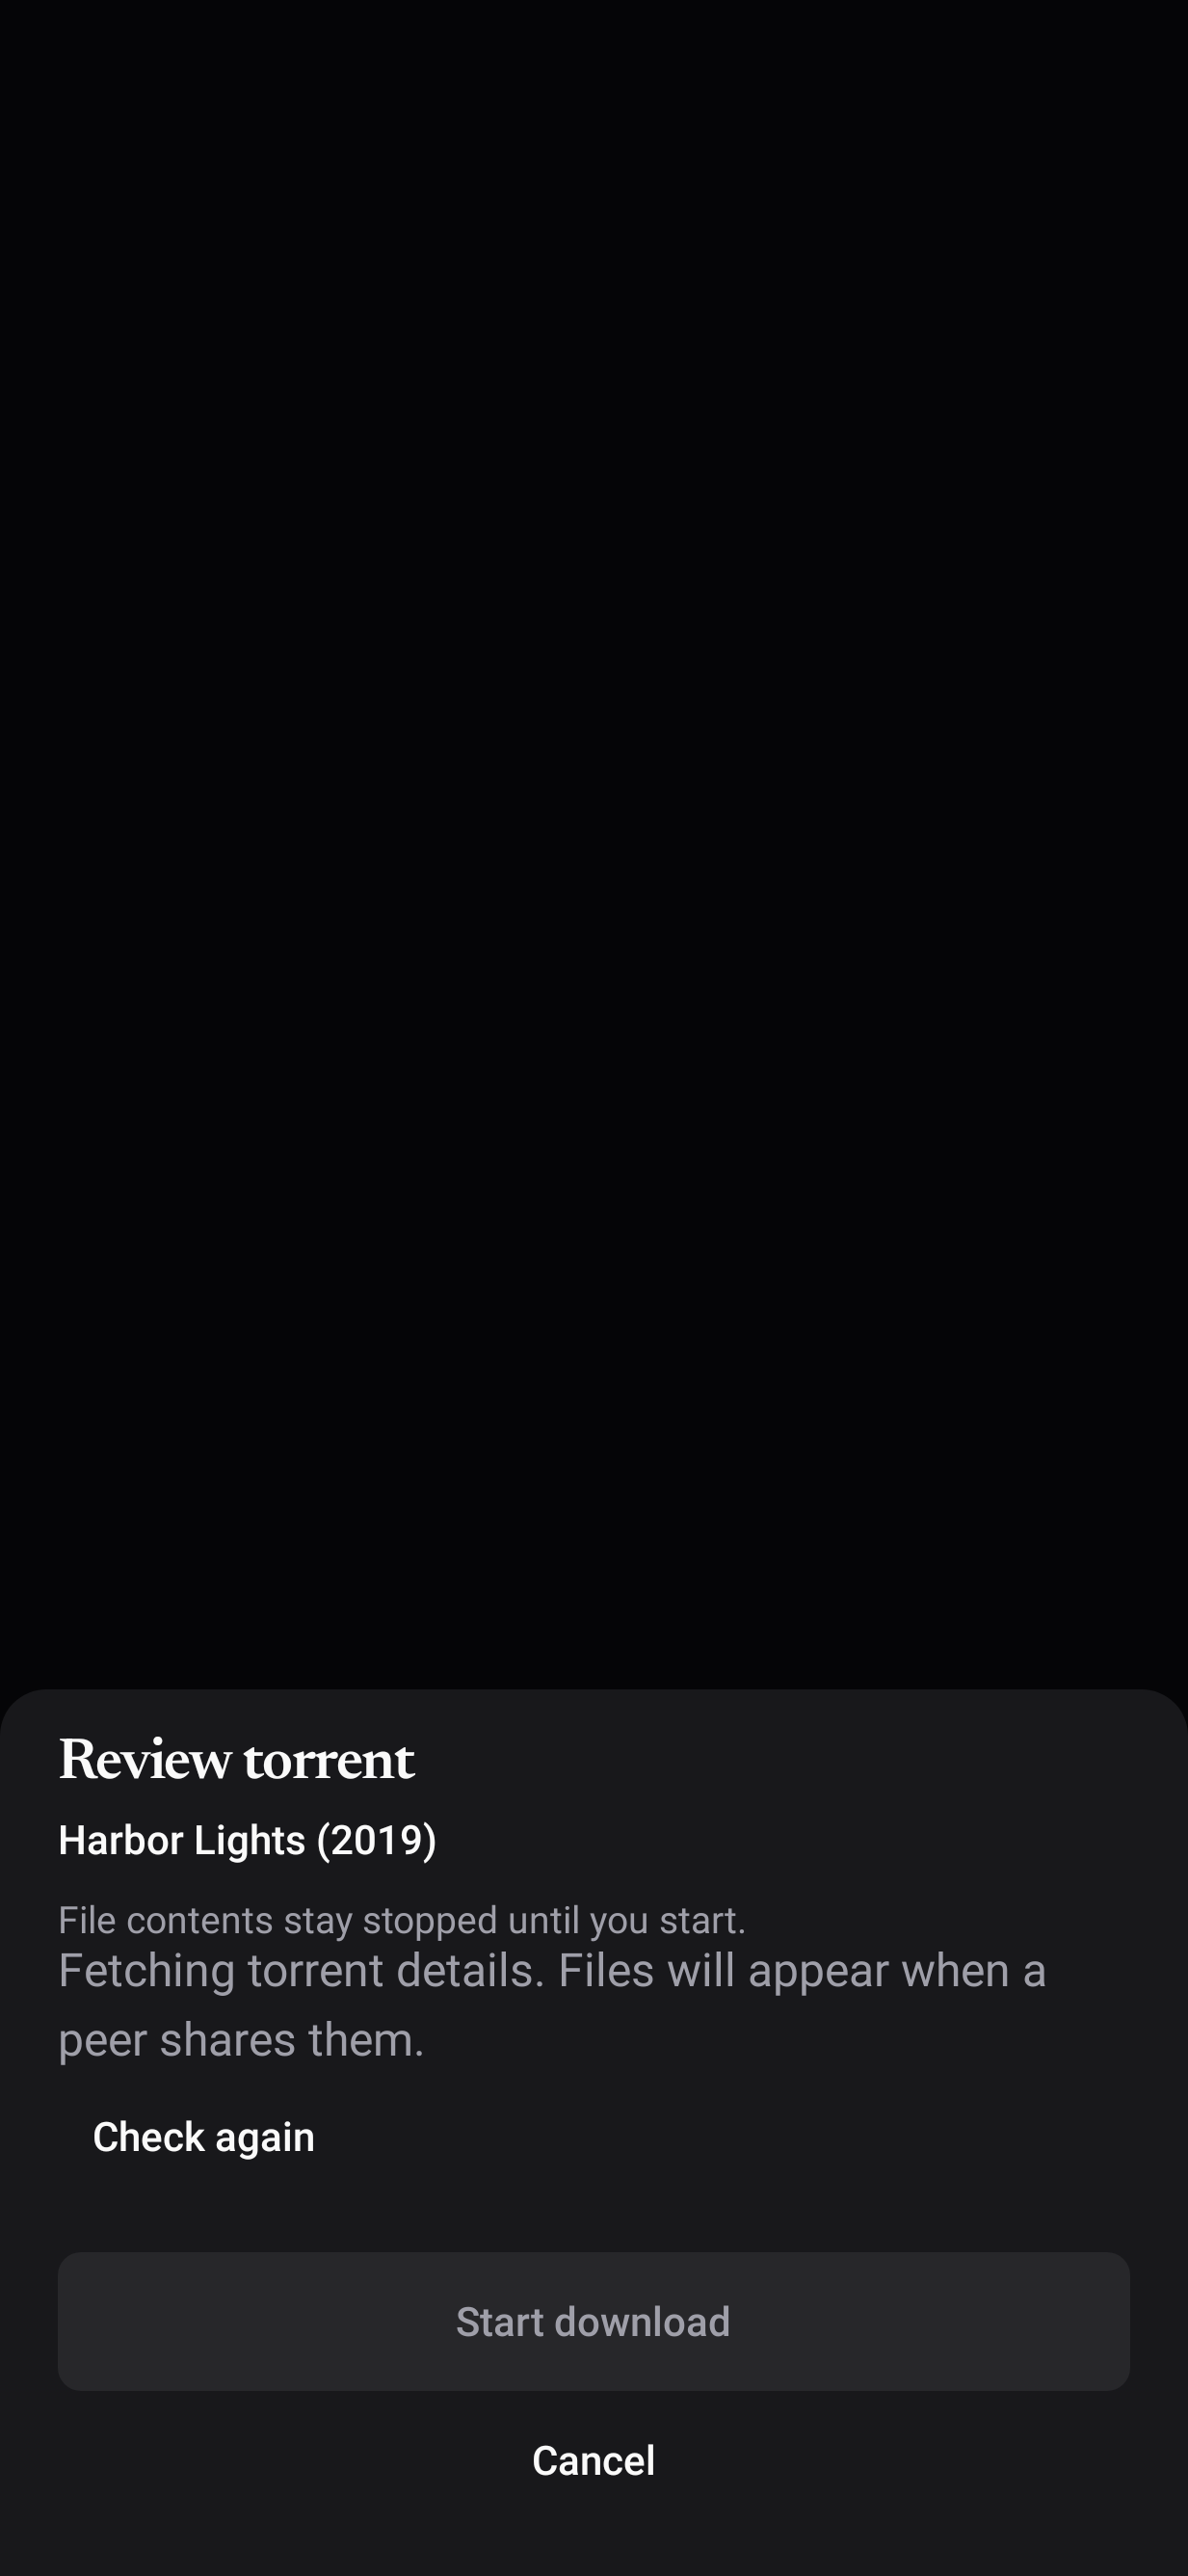 Review torrent
Harbor Lights (2019)
File contents stay stopped until you start.
Fetching torrent details. Files will appear when a
peer shares them.
Check again
Start download
Cancel